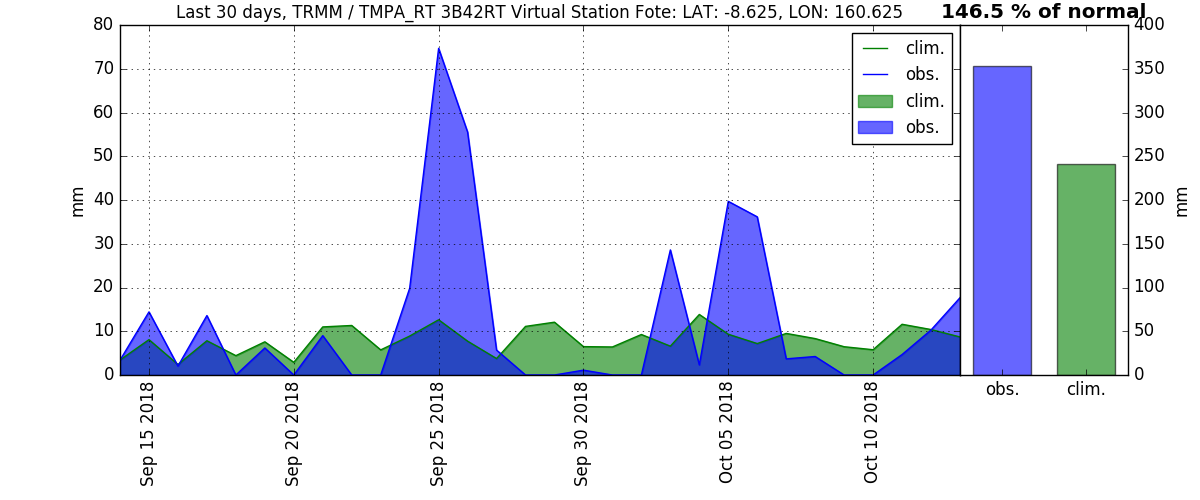 Last 30 days, TRMM / TMPA_RT 3B42RT Virtual Station Fote: LAT: -8.625, LON: 160.625
146.5 % of normal
80
70
60
50
40
30
20
10
0
mm
clim.
obs.
clim.
obs.
400
350
300
250
200
150
100
50
0
mm
Sep 15 2018
Sep 20 2018
Sep 25 2018
Sep 30 2018
Oct 05 2018
Oct 10 2018
obs.
clim.